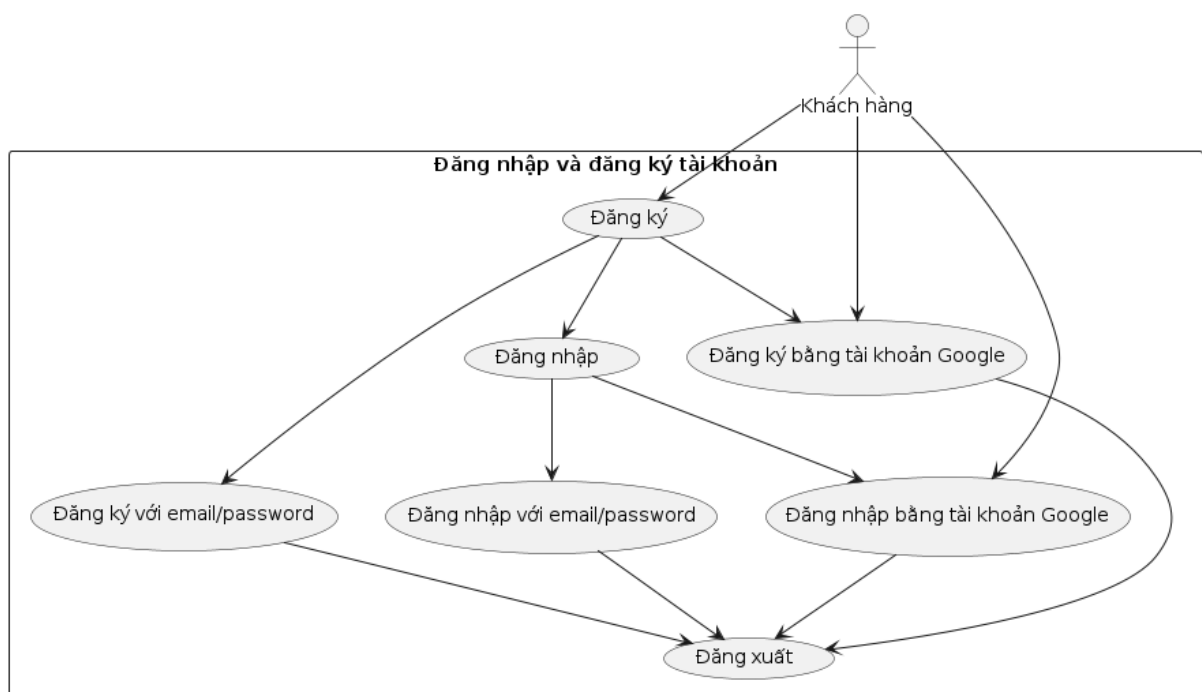 Khách hàng
Đăng nhập và đăng ký tài khoản
Đăng ký
Đăng nhập
Đăng ký bằng tài khoản Google
Đăng ký với email/password
Đăng nhập với email/password
Đăng nhập bằng tài khoản Google
Đăng xuất